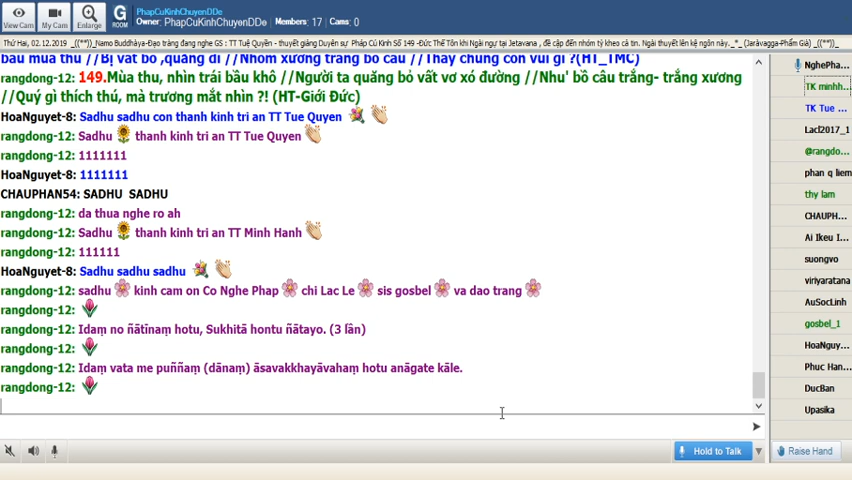 PhapCuKinhChuyenDDe
Owner: PhapCuKinhChuyenDDe Members: 17 Cams: 0
View Cam My Cam Enlarge G ROOM
Thứ Hai, 02.12.2019 _((**))_Namo Buddhàya-Đạo tràng đang nghe GS : TT Tuệ Quyền - thuyết giảng Duyên sự Pháp Cú Kinh Số 149 -Đức Thế Tôn khi Ngài ngự tại Jetavana , đề cập đến nhóm tỳ kheo cả tin. Ngài thuyết lên kệ ngôn này._*_ (Jaràvagga-Phẩm Già) _((**))_
bầu mùa thu //Bị vất bỏ ,quăng đi //Nhóm xương trắng bồ câu //Thấy chúng còn vui gì ?(HT_TMC)
rangdong-12: 149.Mùa thu, nhìn trái bầu khô //Người ta quăng bỏ vất vơ xó đường //Như' bồ câu trắng- trắng xương
//Quý gì thích thú, mà trương mắt nhìn ?! (HT-Giới Đức)
HoaNguyet-8: Sadhu sadhu con thanh kinh tri an TT Tue Quyen
rangdong-12: Sadhu thanh kinh tri an TT Tue Quyen
rangdong-12: 1111111
HoaNguyet-8: 1111111
CHAUPHAN54: SADHU SADHU
rangdong-12: da thua nghe ro ah
rangdong-12: Sadhu thanh kinh tri an TT Minh Hanh
rangdong-12: 111111
HoaNguyet-8: Sadhu sadhu sadhu
rangdong-12: sadhu kinh cam on Co Nghe Phap chi Lac Le sis gosbel va dao trang
rangdong-12:
rangdong-12: Idaṃ no ñātīnaṃ hotu, Sukhitā hontu ñātayo. (3 lần)
rangdong-12:
rangdong-12: Idaṃ vata me puññaṃ (dānaṃ) āsavakkhayāvahaṃ hotu anāgate kāle.
rangdong-12:
Hold to Talk Raise Hand
NghePha...
TK minhh...
TK Tue ...
Lacl2017_1
@rangdo...
phan q liem
thy lam
CHAUPH...
Ai Ikeu I...
suongvo
viriyaratana
AuSocLinh
gosbel_1
HoaNguy...
Phuc Han...
DucBan
Upasika